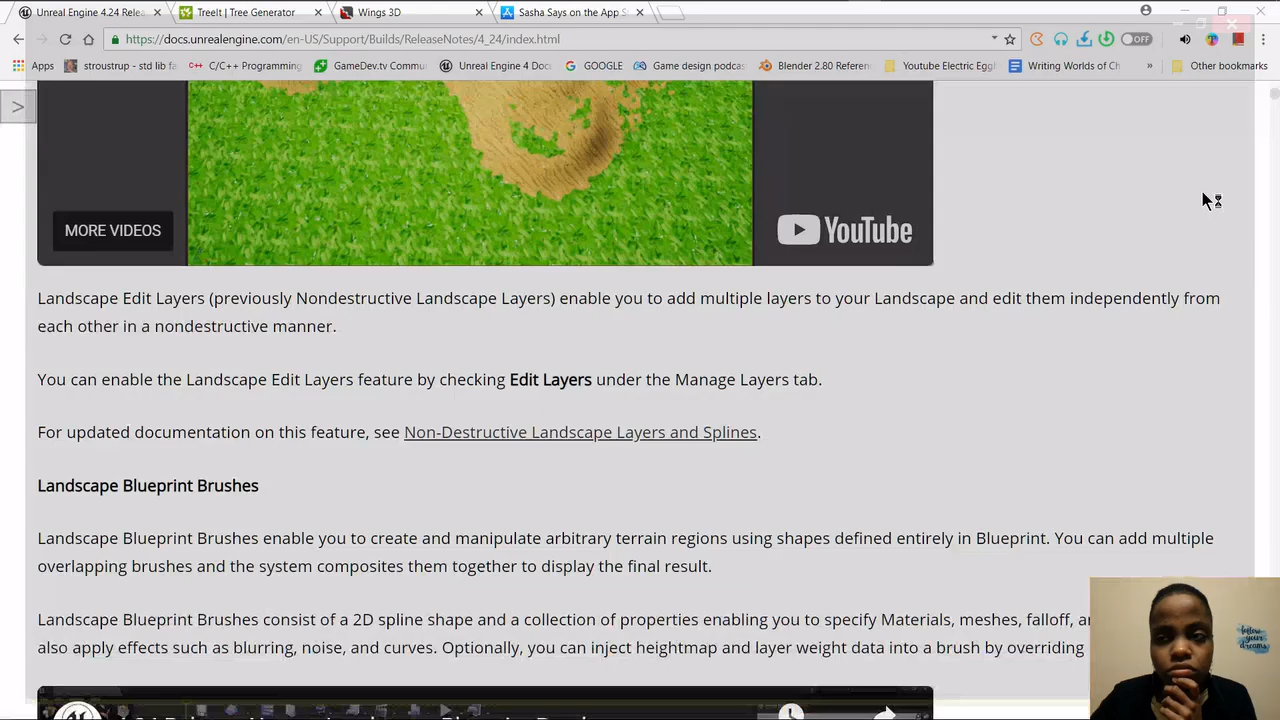 Unreal Engine 4.24 Relea
TreeIt | Tree Generator
Wings 3D
Sasha Says on the App S
https://docs.unrealengine.com/en-US/Support/Builds/ReleaseNotes/4_24/index.html
OFF
Apps
stroustrup - std lib fa
C/C++ Programming
GameDev.tv Commu
Unreal Engine 4 Doc
GOOGLE
Game design podcas
Blender 2.80 Referen
Youtube Electric Eggl
Writing Worlds of Ch
»
Other bookmarks
>
MORE VIDEOS
YouTube
Landscape Edit Layers (previously Nondestructive Landscape Layers) enable you to add multiple layers to your Landscape and edit them independently from
each other in a nondestructive manner.
You can enable the Landscape Edit Layers feature by checking Edit Layers under the Manage Layers tab.
For updated documentation on this feature, see Non-Destructive Landscape Layers and Splines.
Landscape Blueprint Brushes
Landscape Blueprint Brushes enable you to create and manipulate arbitrary terrain regions using shapes defined entirely in Blueprint. You can add multiple
overlapping brushes and the system composites them together to display the final result.
Landscape Blueprint Brushes consist of a 2D spline shape and a collection of properties enabling you to specify Materials, meshes, falloff,
also apply effects such as blurring, noise, and curves. Optionally, you can inject heightmap and layer weight data into a brush by overriding
follow
your
dreams